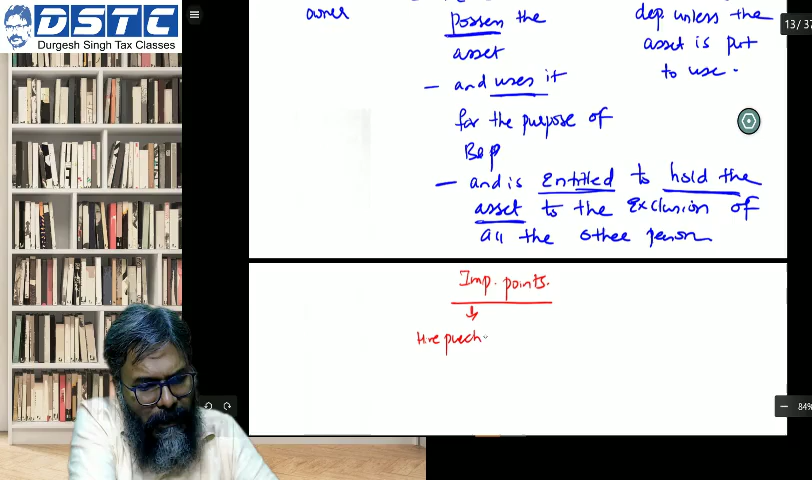 DSTC
Durgesh Singh Tax Classes
13/37
owner
possess the
asset
– and uses it
for the purpose of
B&P
– and is Entitled to hold the
asset to the Exclusion of
all the other person
dep. unless the
asset is put
to use.
Imp. points.
Hire purch
84%